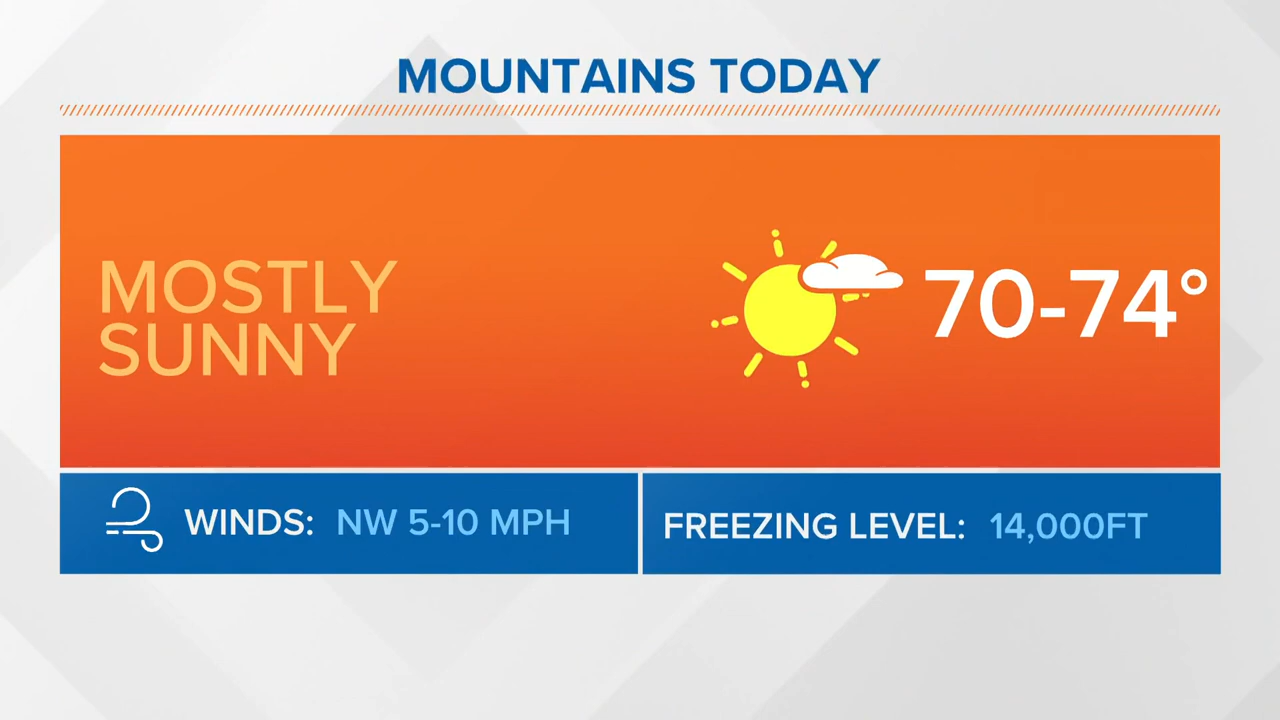 MOUNTAINS TODAY
MOSTLY
SUNNY
70-74°
WINDS: NW 5-10 MPH
FREEZING LEVEL: 14,000FT